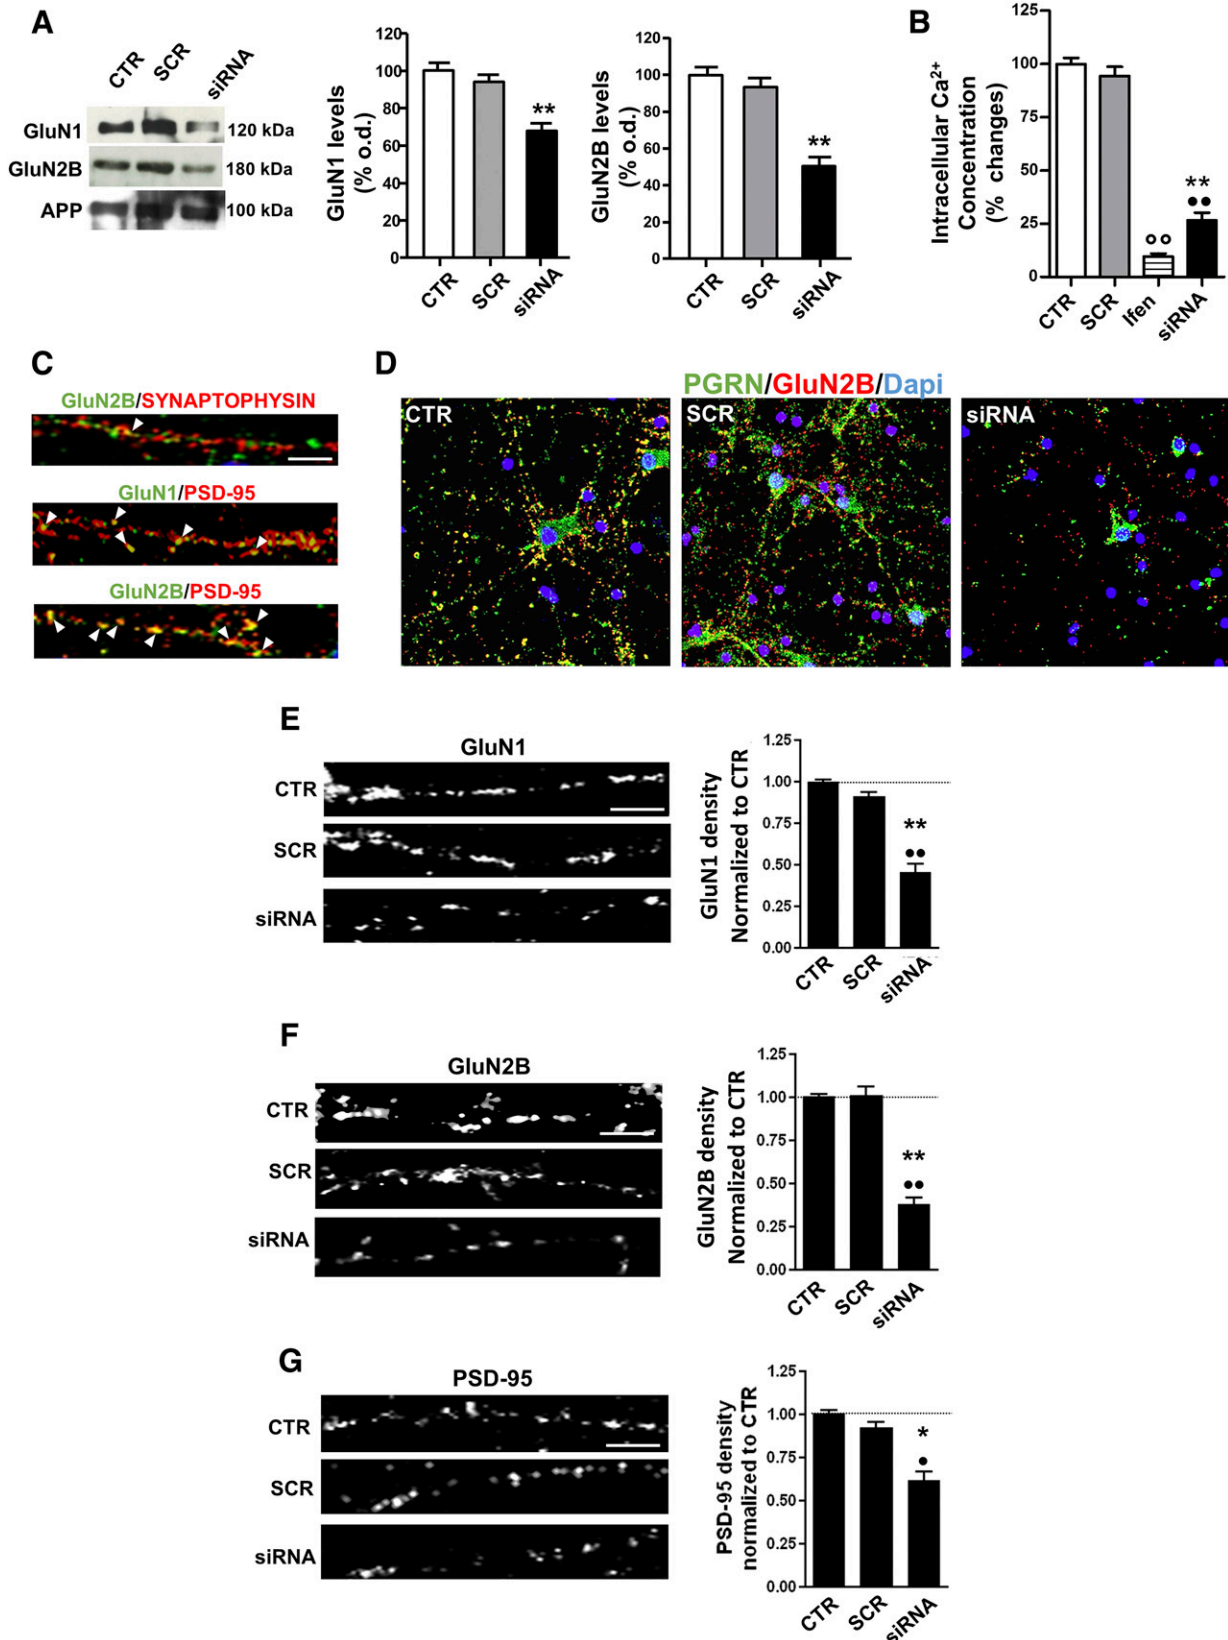 A
CTR
SCR
siRNA
GluN1
120 kDa
GluN2B
180 kDa
APP
100 kDa
GluN1 levels
(% o.d.)
120
100
80
60
40
20
0
**
CTR
SCR
siRNA
GluN2B levels
(% o.d.)
120
100
80
60
40
20
0
**
CTR
SCR
siRNA
B
Intracellular Ca2+
Concentration
(% changes)
125
100
75
50
25
0
**
CTR
SCR
Ifen
siRNA
C
GluN2B/SYNAPTOPHYSIN
GluN1/PSD-95
GluN2B/PSD-95
D
PGRN/GluN2B/Dapi
CTR
SCR
siRNA
E
GluN1
CTR
SCR
siRNA
GluN1 density
Normalized to CTR
1.25
1.00
0.75
0.50
0.25
0.00
**
CTR
SCR
siRNA
F
GluN2B
CTR
SCR
siRNA
GluN2B density
Normalized to CTR
1.25
1.00
0.75
0.50
0.25
0.00
**
CTR
SCR
siRNA
G
PSD-95
CTR
SCR
siRNA
PSD-95 density
normalized to CTR
1.25
1.00
0.75
0.50
0.25
0.00
*
CTR
SCR
siRNA